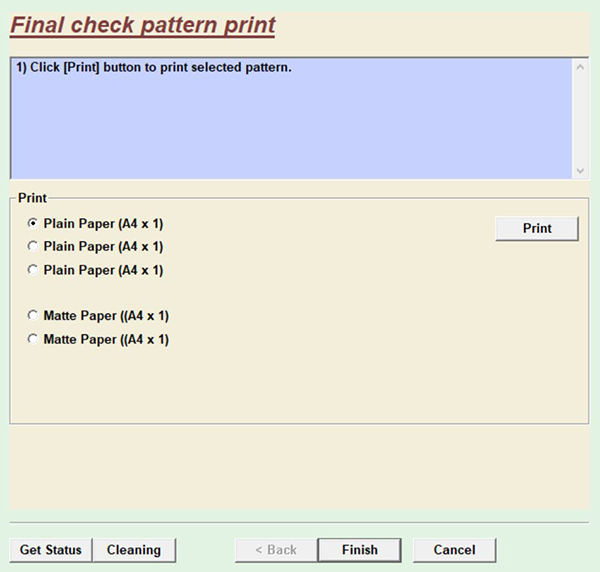 Final check pattern print
1) Click [Print] button to print selected pattern.
Print
Plain Paper (A4 x 1)
Print
Plain Paper (A4 x 1)
Plain Paper (A4 x 1)
Matte Paper ((A4 x 1)
Matte Paper ((A4 x 1)
Get Status Cleaning < Back Finish Cancel